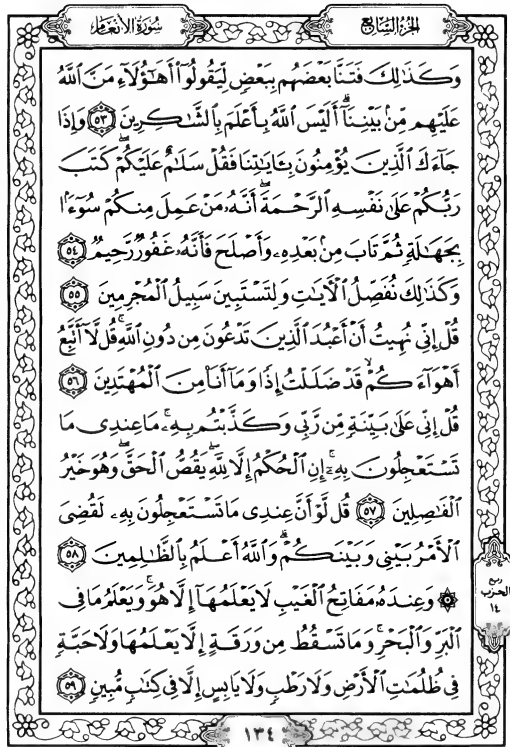 الجزء السابع
سورة الأنعام
وَكَذَٰلِكَ فَتَنَّا بَعْضَهُم بِبَعْضٍ لِّيَقُولُوٓا۟ أَهَٰٓؤُلَآءِ مَنَّ ٱللَّهُ
عَلَيْهِم مِّنۢ بَيْنِنَآ ۗ أَلَيْسَ ٱللَّهُ بِأَعْلَمَ بِٱلشَّٰكِرِينَ ٥٣ وَإِذَا
جَآءَكَ ٱلَّذِينَ يُؤْمِنُونَ بِـَٔايَٰتِنَا فَقُلْ سَلَٰمٌ عَلَيْكُمْ ۖ كَتَبَ
رَبُّكُمْ عَلَىٰ نَفْسِهِ ٱلرَّحْمَةَ ۖ أَنَّهُۥ مَنْ عَمِلَ مِنكُمْ سُوٓءًۢا
بِجَهَٰلَةٍ ثُمَّ تَابَ مِنۢ بَعْدِهِۦ وَأَصْلَحَ فَأَنَّهُۥ غَفُورٌ رَّحِيمٌ ٥٤
وَكَذَٰلِكَ نُفَصِّلُ ٱلْـَٔايَٰتِ وَلِتَسْتَبِينَ سَبِيلُ ٱلْمُجْرِمِينَ ٥٥
قُلْ إِنِّى نُهِيتُ أَنْ أَعْبُدَ ٱلَّذِينَ تَدْعُونَ مِن دُونِ ٱللَّهِ ۚ قُل لَّآ أَتَّبِعُ
أَهْوَآءَكُمْ ۙ قَدْ ضَلَلْتُ إِذًا وَمَآ أَنَا۠ مِنَ ٱلْمُهْتَدِينَ ٥٦
قُلْ إِنِّى عَلَىٰ بَيِّنَةٍ مِّن رَّبِّى وَكَذَّبْتُم بِهِۦ ۚ مَا عِندِى مَا
تَسْتَعْجِلُونَ بِهِۦٓ ۚ إِنِ ٱلْحُكْمُ إِلَّا لِلَّهِ ۖ يَقُصُّ ٱلْحَقَّ ۖ وَهُوَ خَيْرُ
ٱلْفَٰصِلِينَ ٥٧ قُل لَّوْ أَنَّ عِندِى مَا تَسْتَعْجِلُونَ بِهِۦ لَقُضِىَ
ٱلْأَمْرُ بَيْنِى وَبَيْنَكُمْ ۗ وَٱللَّهُ أَعْلَمُ بِٱلظَّٰلِمِينَ ٥٨
۞ وَعِندَهُۥ مَفَاتِحُ ٱلْغَيْبِ لَا يَعْلَمُهَآ إِلَّا هُوَ ۚ وَيَعْلَمُ مَا فِى
ٱلْبَرِّ وَٱلْبَحْرِ ۚ وَمَا تَسْقُطُ مِن وَرَقَةٍ إِلَّا يَعْلَمُهَا وَلَا حَبَّةٍ
فِى ظُلُمَٰتِ ٱلْأَرْضِ وَلَا رَطْبٍ وَلَا يَابِسٍ إِلَّا فِى كِتَٰبٍ مُّبِينٍ ٥٩
ربع
الحزب
١٤
١٣٤